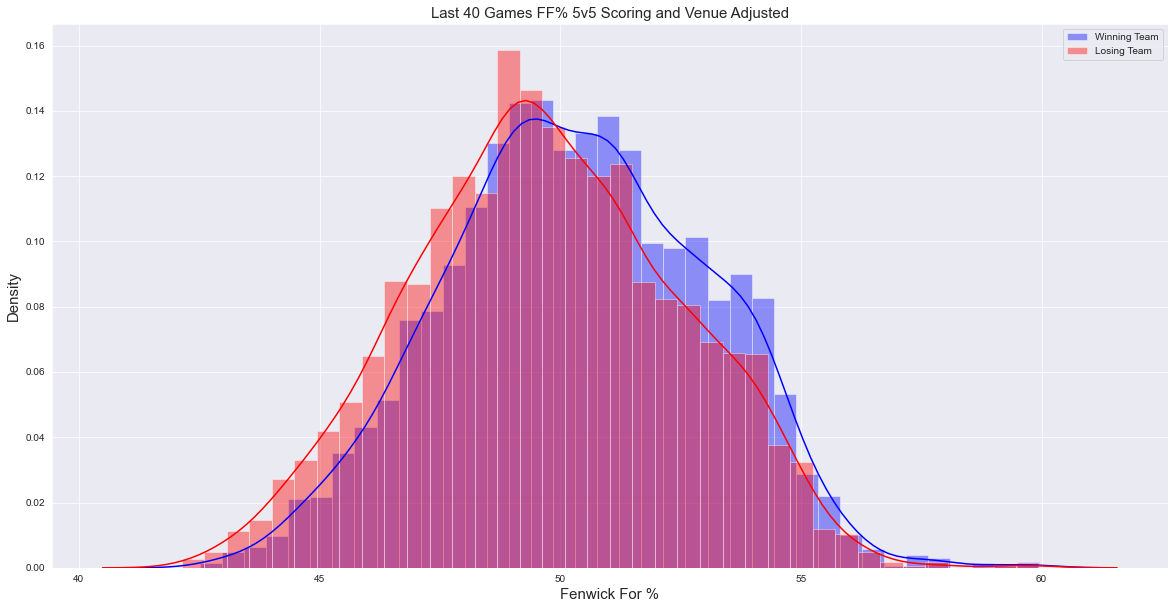 Last 40 Games FF% 5v5 Scoring and Venue Adjusted
Winning Team
Losing Team
Density
0.16
0.14
0.12
0.10
0.08
0.06
0.04
0.02
0.00
40
45
50
55
60
Fenwick For %